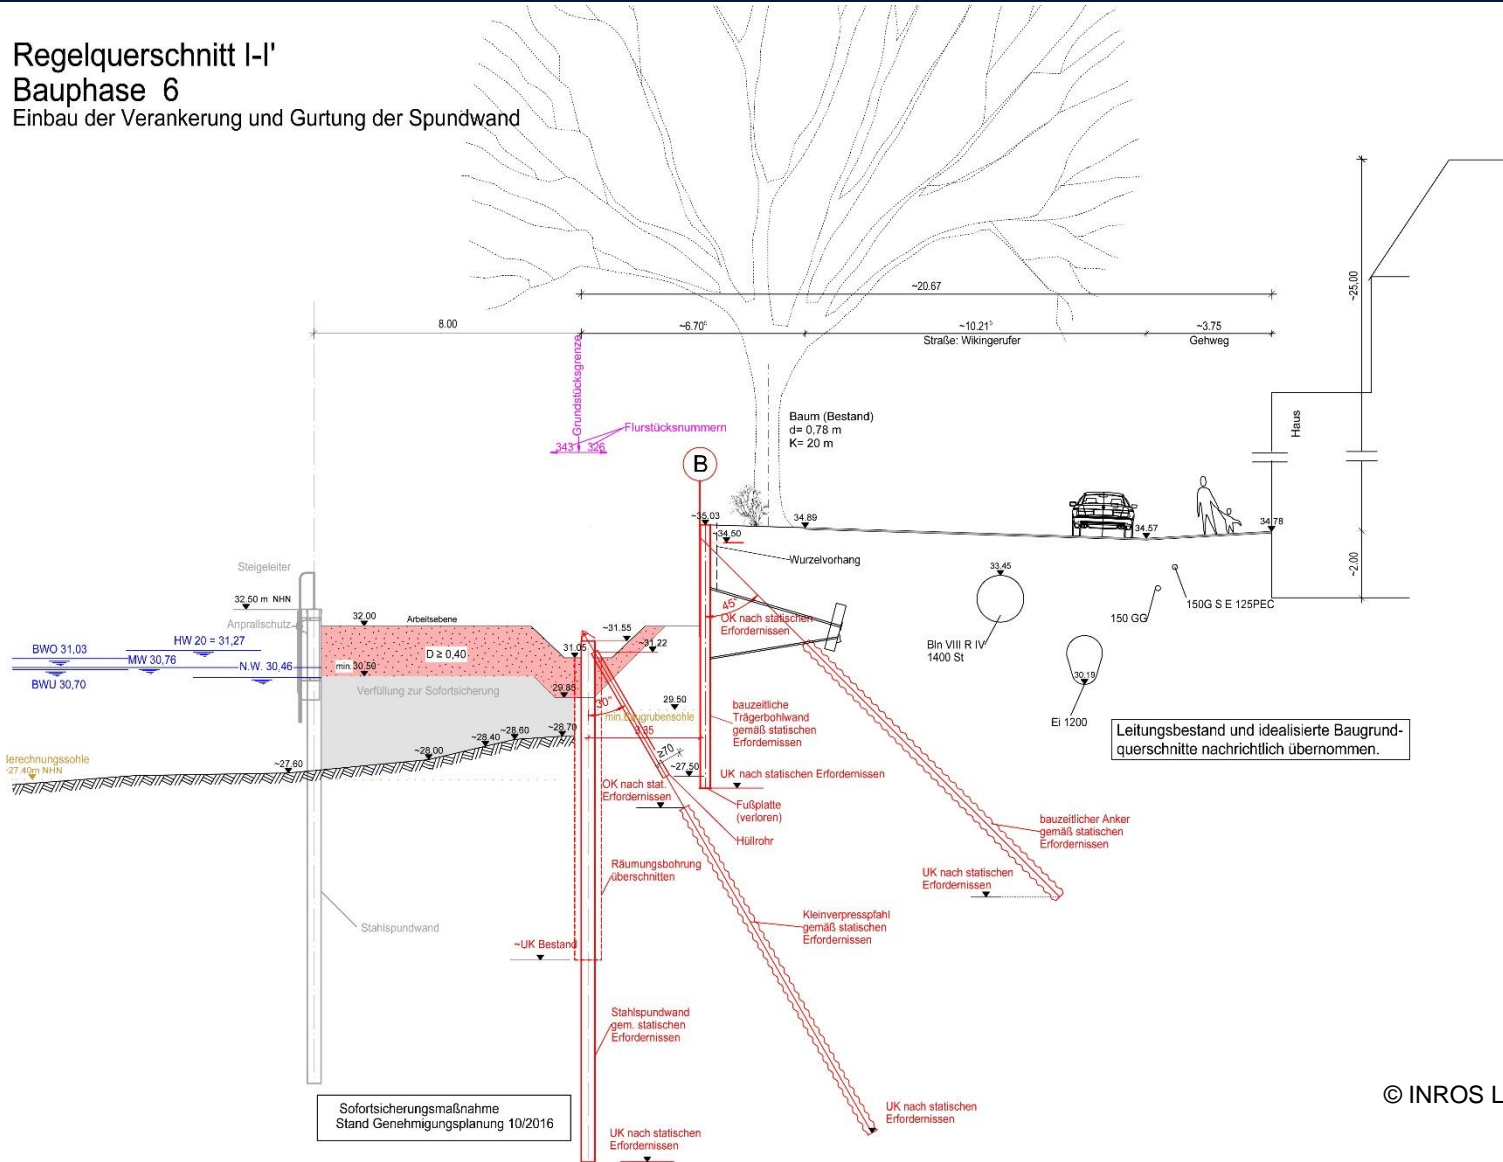 Regelquerschnitt I-I'
Bauphase 6
Einbau der Verankerung und Gurtung der Spundwand
~20.67
8.00
~6.70⁵
~10.21⁵
~3.75
Straße: Wikingerufer
Gehweg
~25.00
Grundstücksgrenze
Flurstücksnummern
343
326
Baum (Bestand)
d= 0,78 m
K= 20 m
Haus
B
~35.03
34.89
34.57
34.78
~34.50
Wurzelvorhang
~2.00
Steigeleiter
32.50 m NHN
Anprallschutz
32.00
Arbeitsebene
HW 20 = 31,27
BWO 31,03
MW 30,76
N.W. 30,46
BWU 30,70
D ≥ 0,40
min.30.50
Verfüllung zur Sofortsicherung
31.05
~31.55
~31.22
29.85
30°
29.50
min.Baugrubensohle
3.35
45°
OK nach statischen
Erfordernissen
33.45
Bln VIII R IV
1400 St
150 GG
150G S E 125PEC
30.19
Ei 1200
Leitungsbestand und idealisierte Baugrund-
querschnitte nachrichtlich übernommen.
bauzeitliche
Trägerbohlwand
gemäß statischen
Erfordernissen
~28.70
~28.60
~28.40
~28.00
~27.60
Berechnungssohle
~27.40m NHN
≥70
~27.50
UK nach statischen Erfordernissen
OK nach stat.
Erfordernissen
Fußplatte
(verloren)
Hüllrohr
bauzeitlicher Anker
gemäß statischen
Erfordernissen
Räumungsbohrung
überschnitten
UK nach statischen
Erfordernissen
Kleinverpresspfahl
gemäß statischen
Erfordernissen
Stahlspundwand
~UK Bestand
Stahlspundwand
gem. statischen
Erfordernissen
Sofortsicherungsmaßnahme
Stand Genehmigungsplanung 10/2016
UK nach statischen
Erfordernissen
UK nach statischen
Erfordernissen
© INROS L